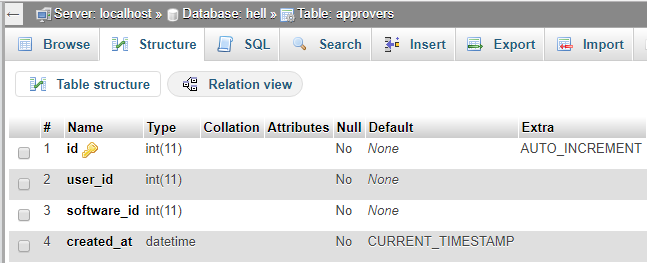 ← Server: localhost » Database: hell » Table: approvers
Browse Structure SQL Search Insert Export Import
Table structure Relation view
# Name Type Collation Attributes Null Default Extra
1 id int(11) No None AUTO_INCREMENT
2 user_id int(11) No None
3 software_id int(11) No None
4 created_at datetime No CURRENT_TIMESTAMP